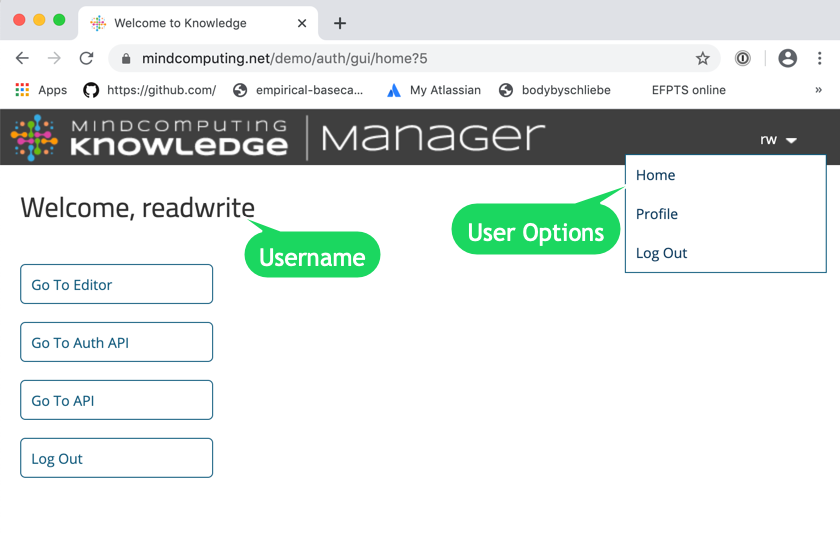 Welcome to Knowledge
mindcomputing.net/demo/auth/gui/home?5
Apps https://github.com/ empirical-baseca... My Atlassian bodybyschliebe EFPTS online »
MINDCOMPUTING
KNOWLEDGE
Manager
rw
Home
Profile
Log Out
User Options
Welcome, readwrite
Username
Go To Editor
Go To Auth API
Go To API
Log Out